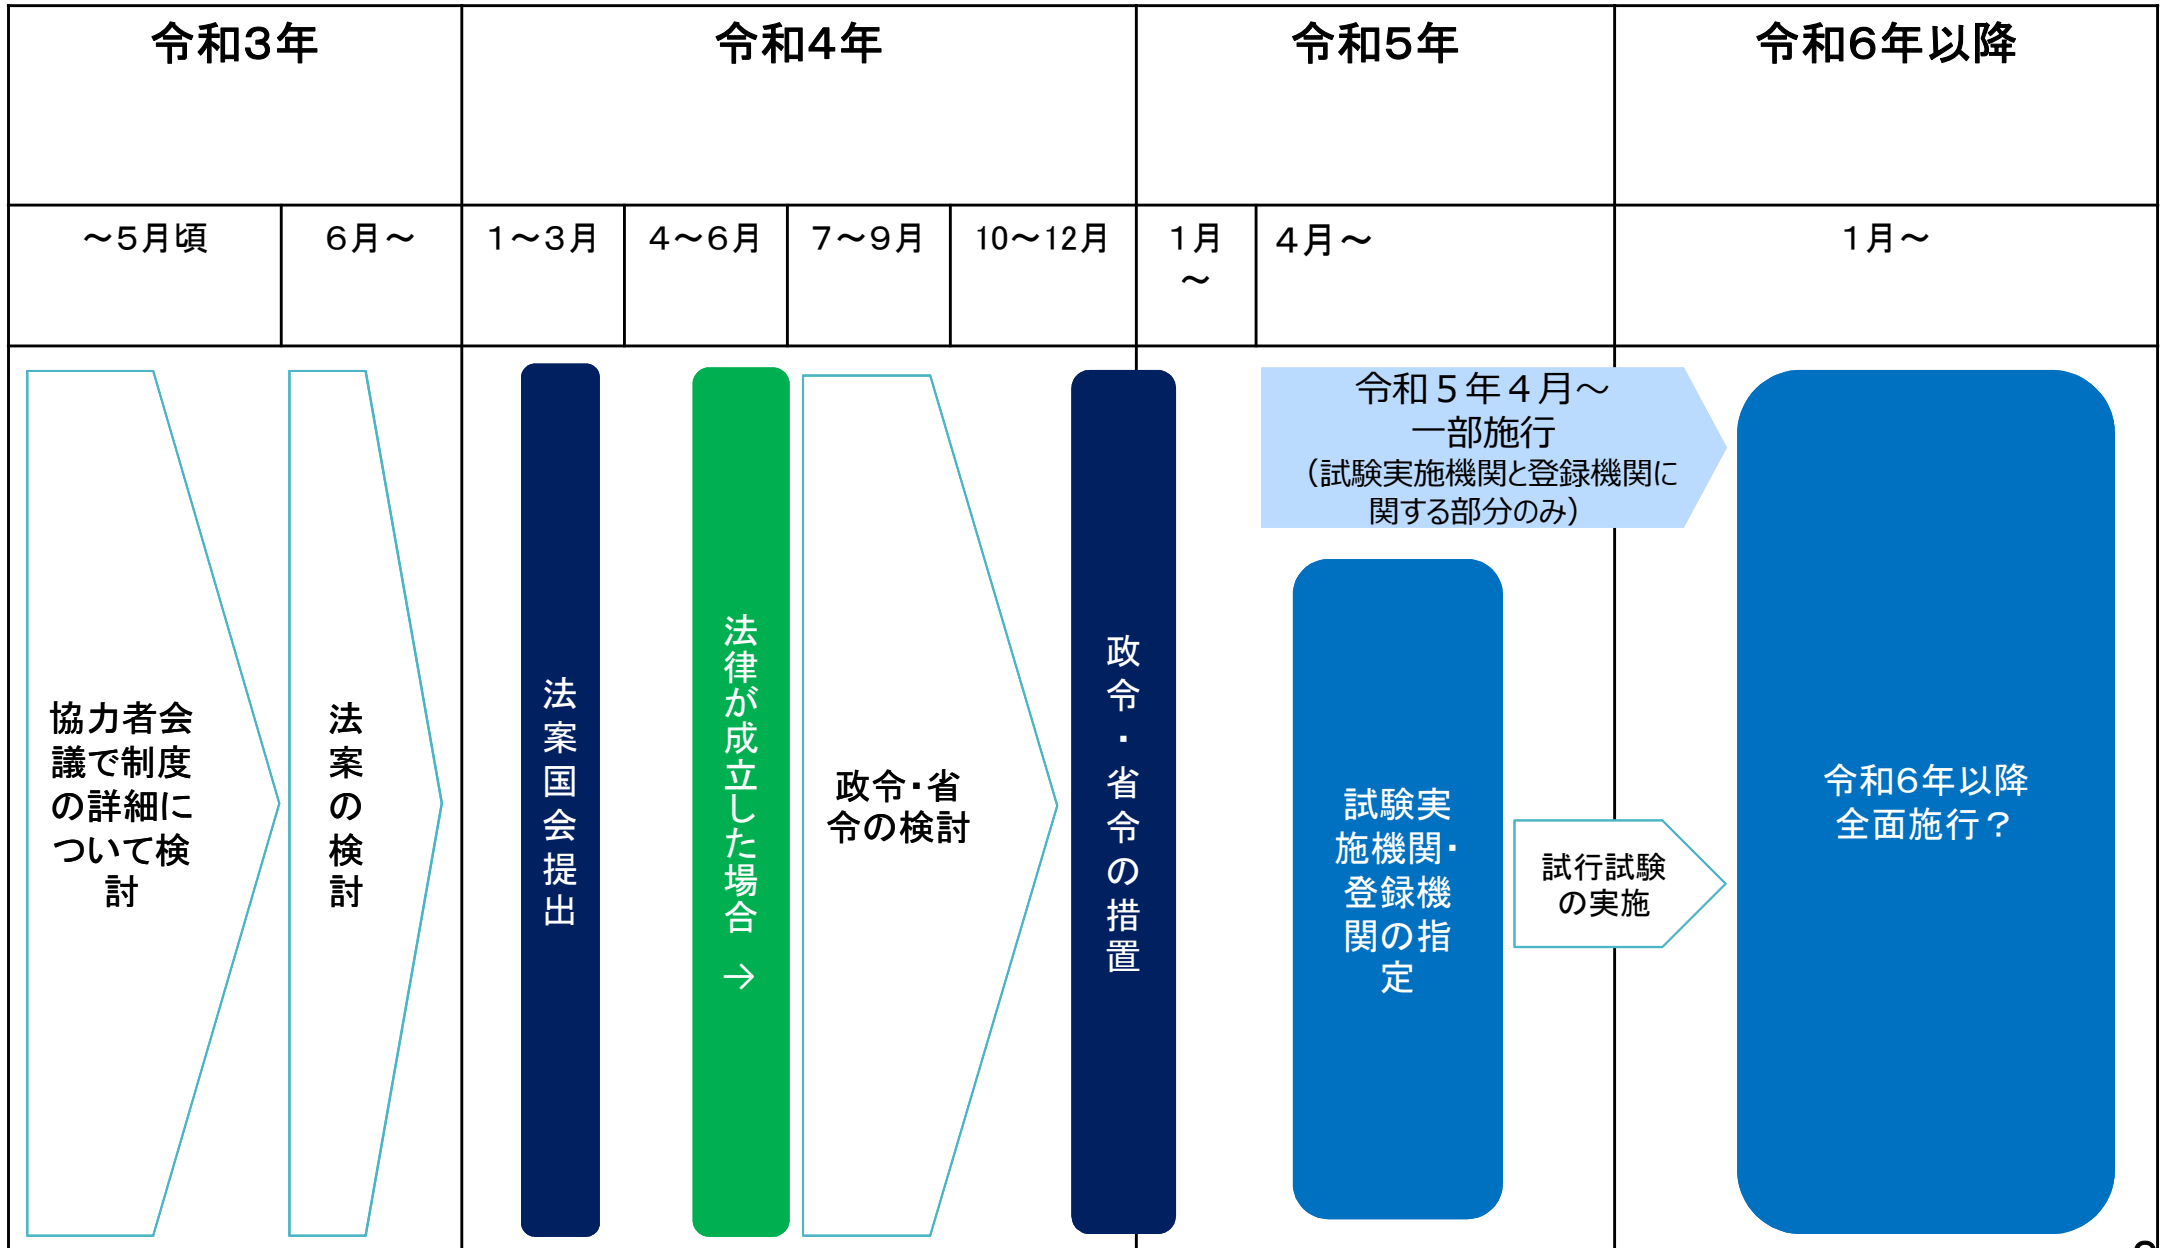 令和3年
令和4年
令和5年
令和6年以降
～5月頃
6月～
1～3月
4～6月
7～9月
10～12月
1月
～
4月～
1月～
協力者会
議で制度
の詳細に
ついて検
討
法案の検討
法案国会提出
法律が成立した場合 →
政令・省
令の検討
政令・省令の措置
令和５年４月～
一部施行
（試験実施機関と登録機関に
関する部分のみ）
試験実
施機関・
登録機
関の指
定
試行試験
の実施
令和6年以降
全面施行？